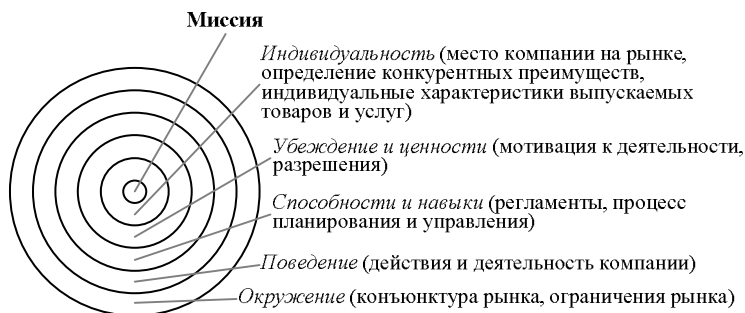 Миссия
Индивидуальность (место компании на рынке,
определение конкурентных преимуществ,
индивидуальные характеристики выпускаемых
товаров и услуг)
Убеждение и ценности (мотивация к деятельности,
разрешения)
Способности и навыки (регламенты, процесс
планирования и управления)
Поведение (действия и деятельность компании)
Окружение (конъюнктура рынка, ограничения рынка)